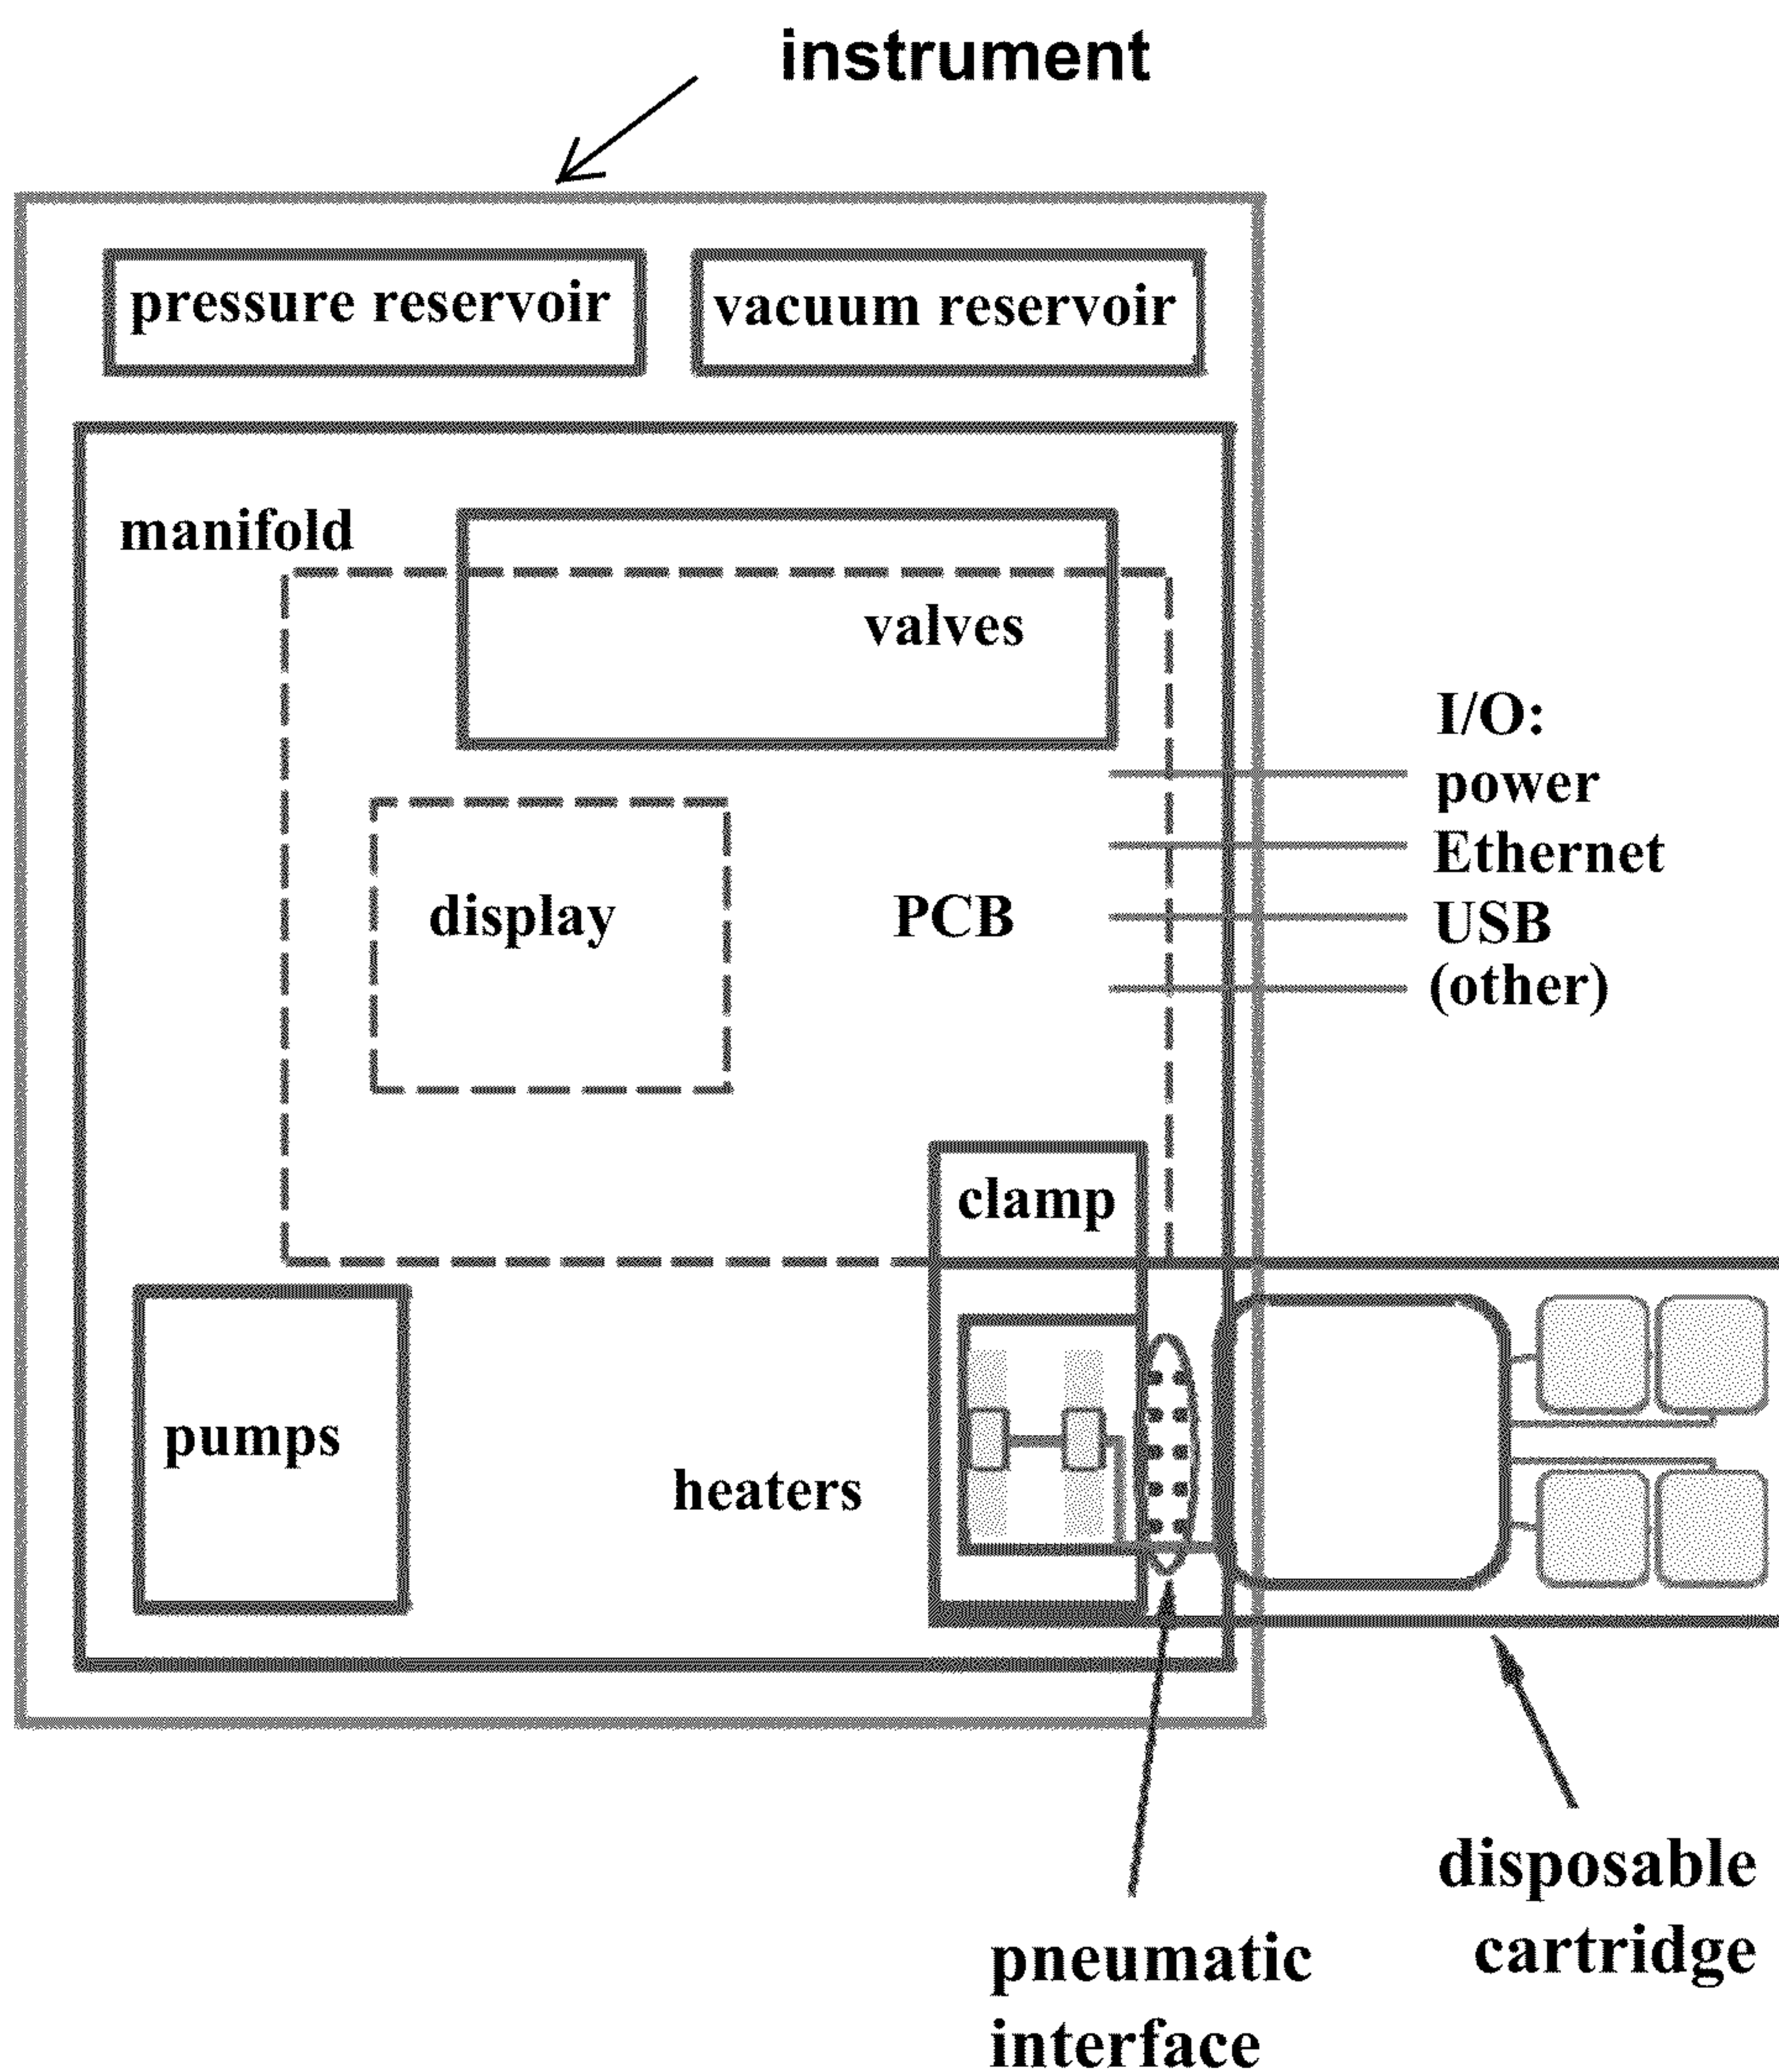 instrument
pressure reservoir
vacuum reservoir
manifold
valves
I/O:
power
Ethernet
USB
(other)
display
PCB
clamp
pumps
heaters
disposable
cartridge
pneumatic
interface